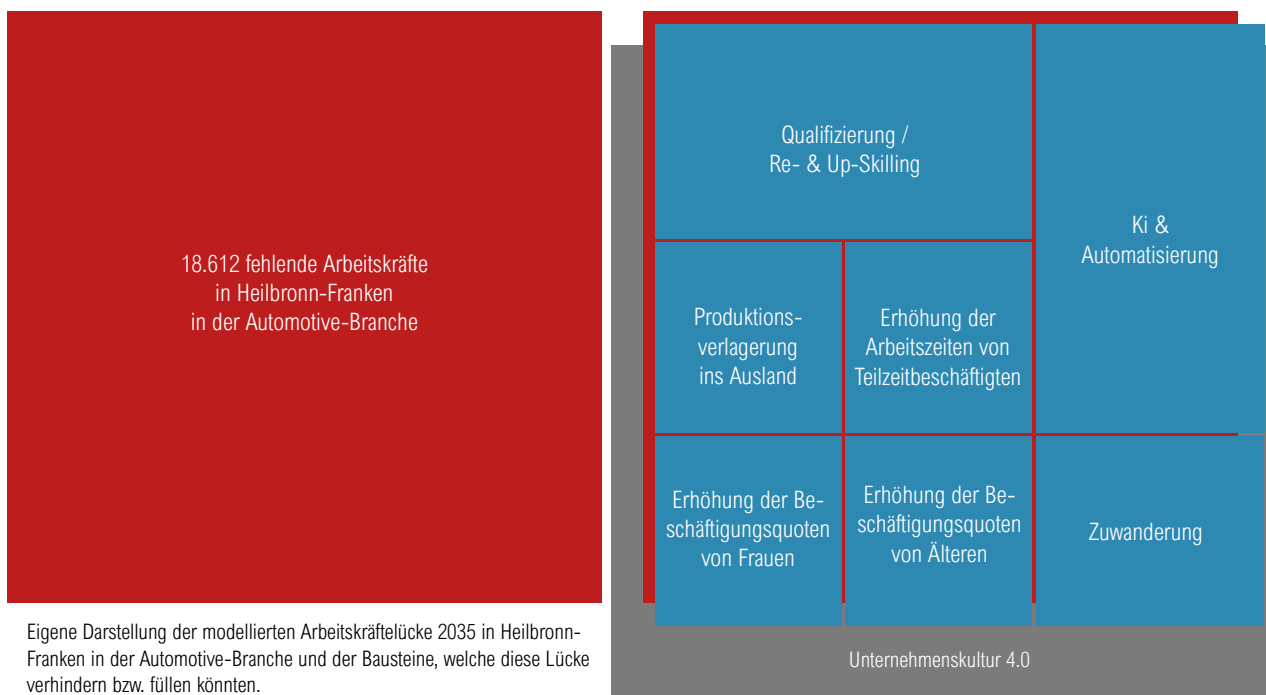 18.612 fehlende Arbeitskräfte
in Heilbronn-Franken
in der Automotive-Branche
Eigene Darstellung der modellierten Arbeitskräftelücke 2035 in Heilbronn-
Franken in der Automotive-Branche und der Bausteine, welche diese Lücke
verhindern bzw. füllen könnten.
Qualifizierung /
Re- & Up-Skilling
Ki &
Automatisierung
Produktions-
verlagerung
ins Ausland
Erhöhung der
Arbeitszeiten von
Teilzeitbeschäftigten
Erhöhung der Be-
schäftigungsquoten
von Frauen
Erhöhung der Be-
schäftigungsquoten
von Älteren
Zuwanderung
Unternehmenskultur 4.0